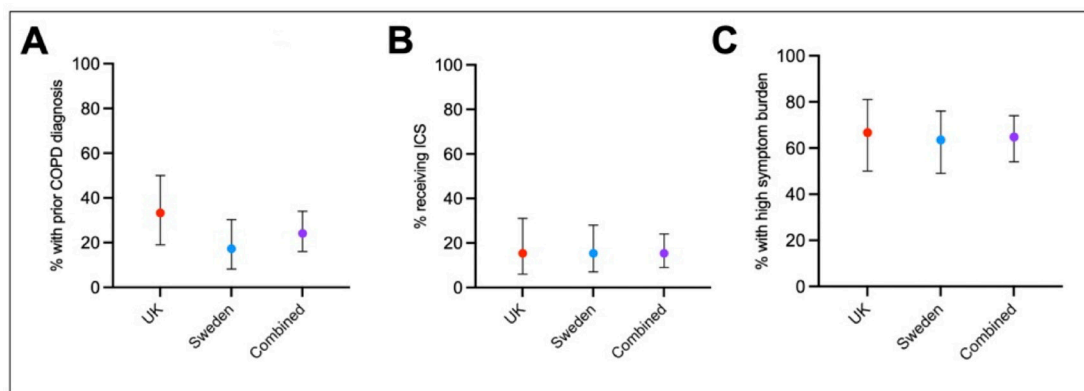 A
% with prior COPD diagnosis
100
80
60
40
20
0
UK
Sweden
Combined
B
% receiving ICS
100
80
60
40
20
0
UK
Sweden
Combined
C
% with high symptom burden
100
80
60
40
20
0
UK
Sweden
Combined